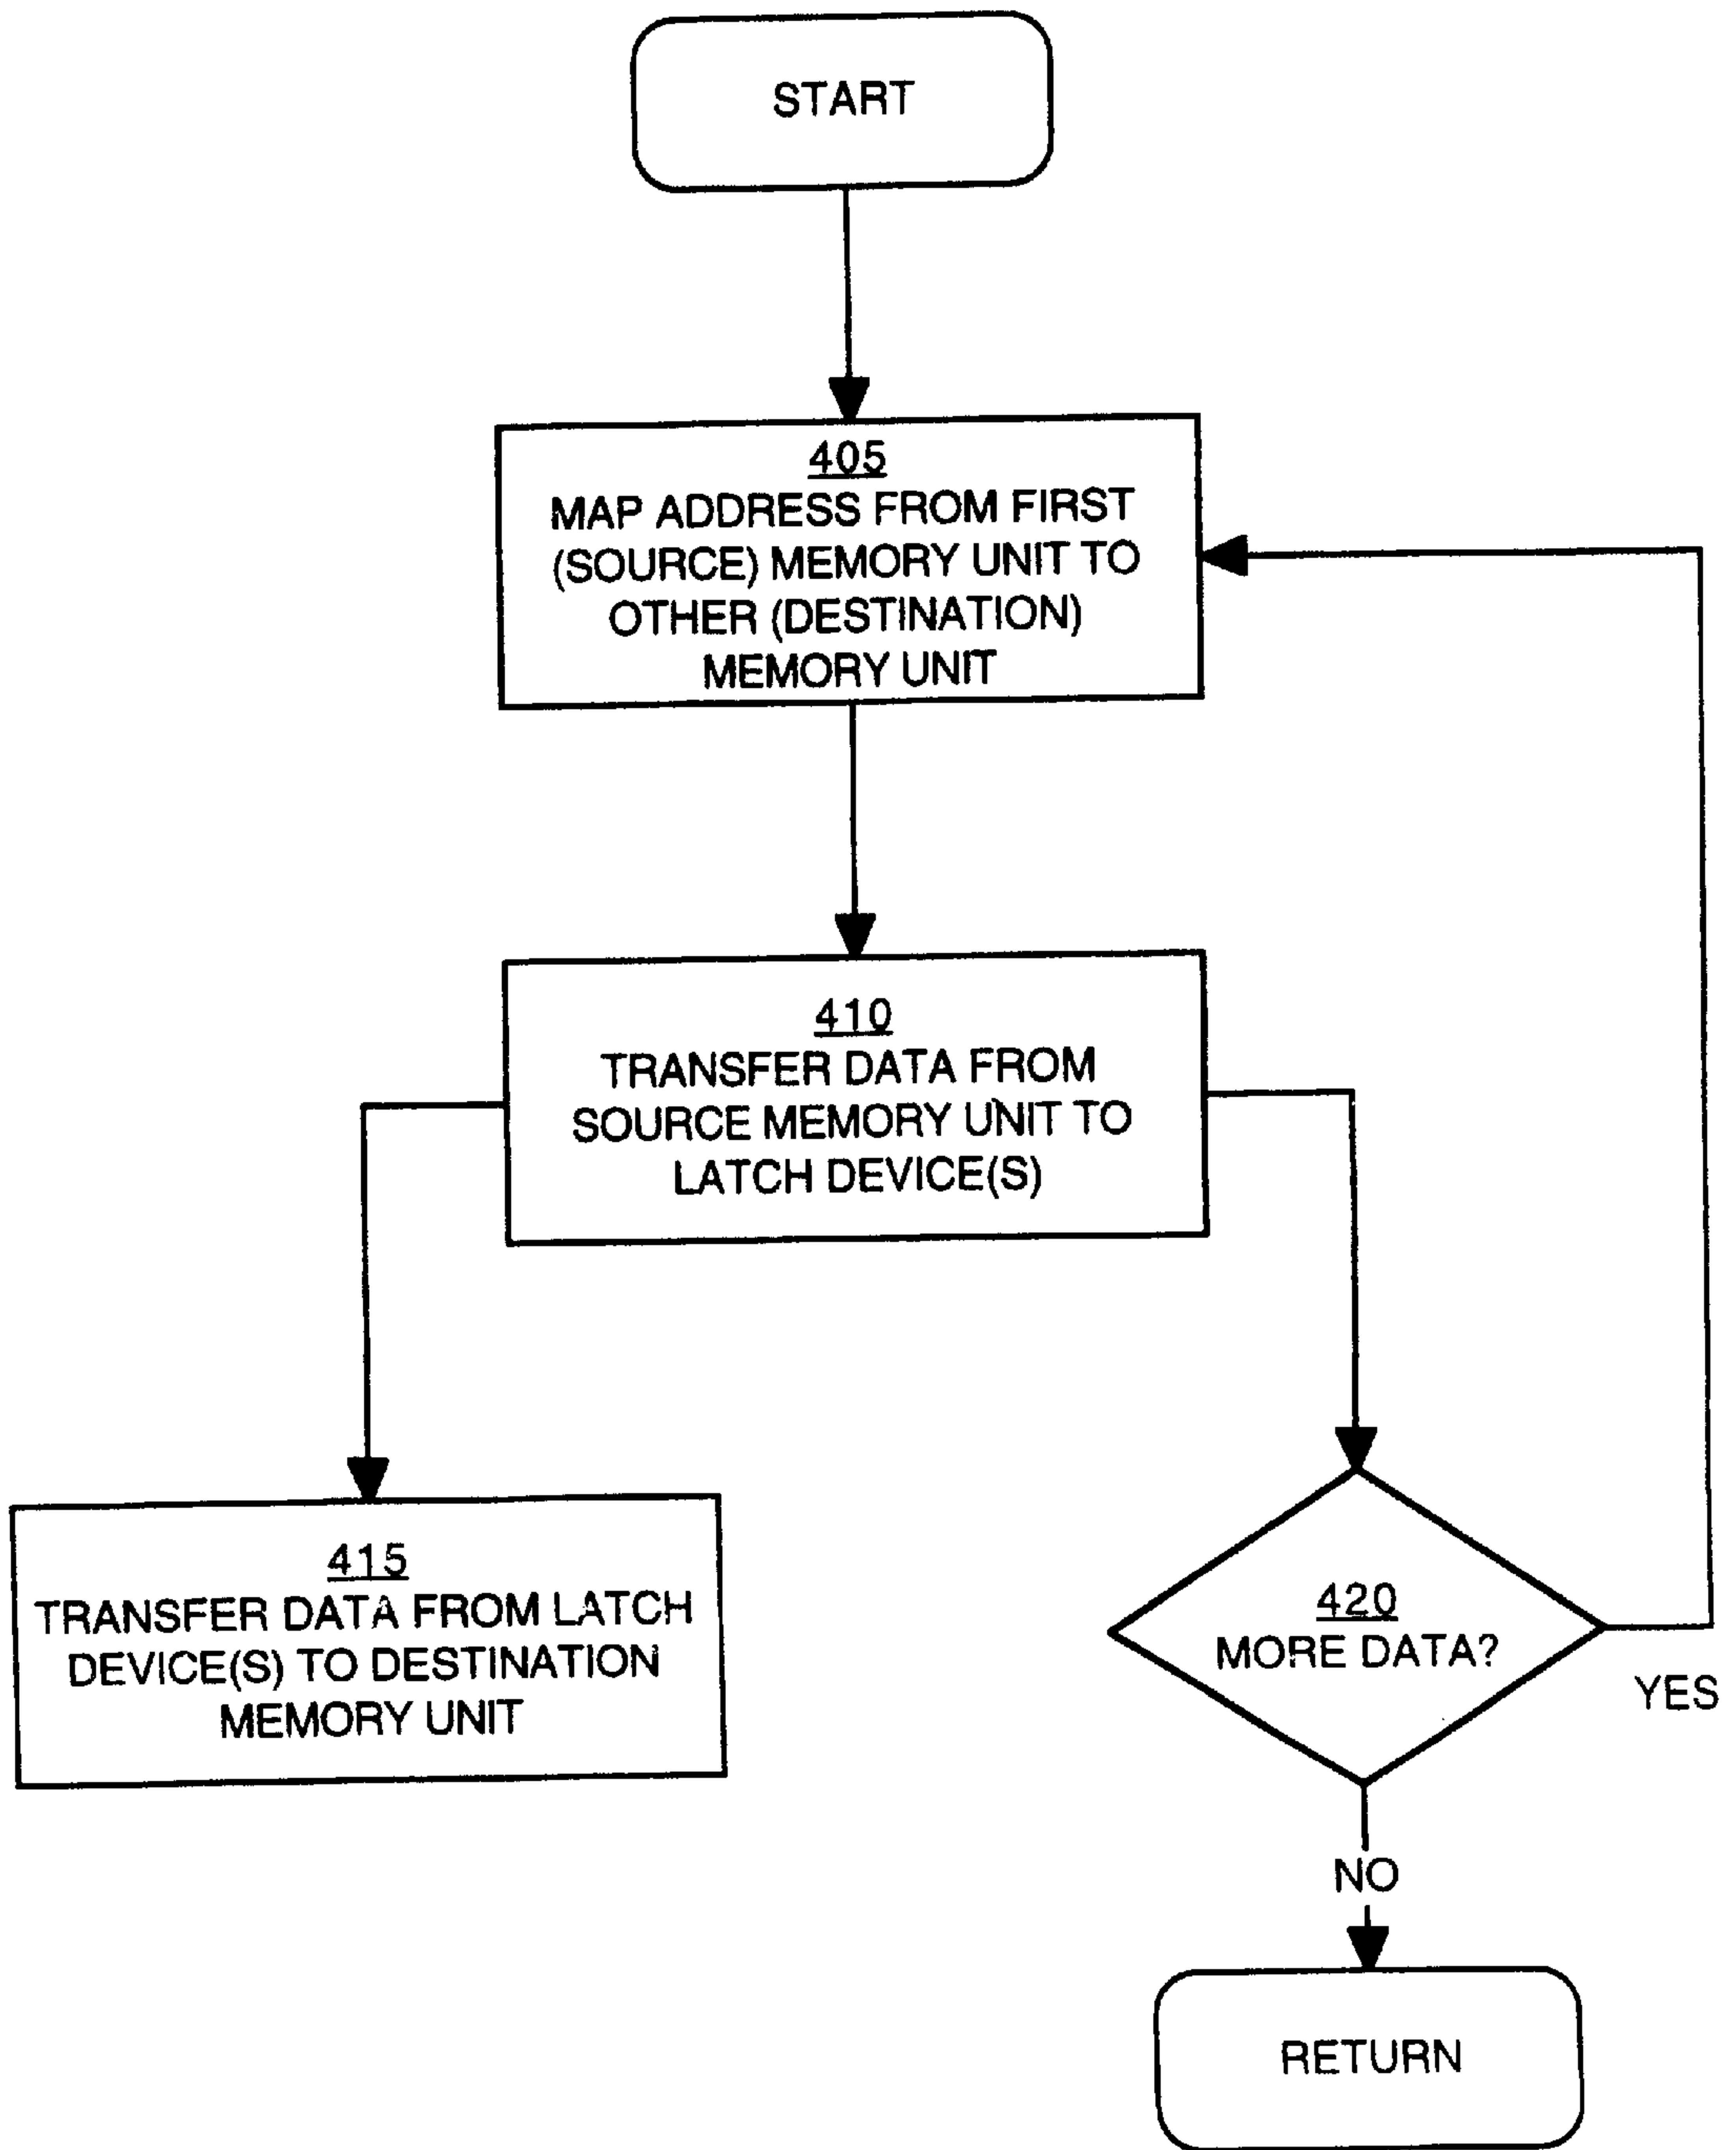 START
405
MAP ADDRESS FROM FIRST
(SOURCE) MEMORY UNIT TO
OTHER (DESTINATION)
MEMORY UNIT
410
TRANSFER DATA FROM
SOURCE MEMORY UNIT TO
LATCH DEVICE(S)
415
TRANSFER DATA FROM LATCH
DEVICE(S) TO DESTINATION
MEMORY UNIT
420
MORE DATA?
YES
NO
RETURN